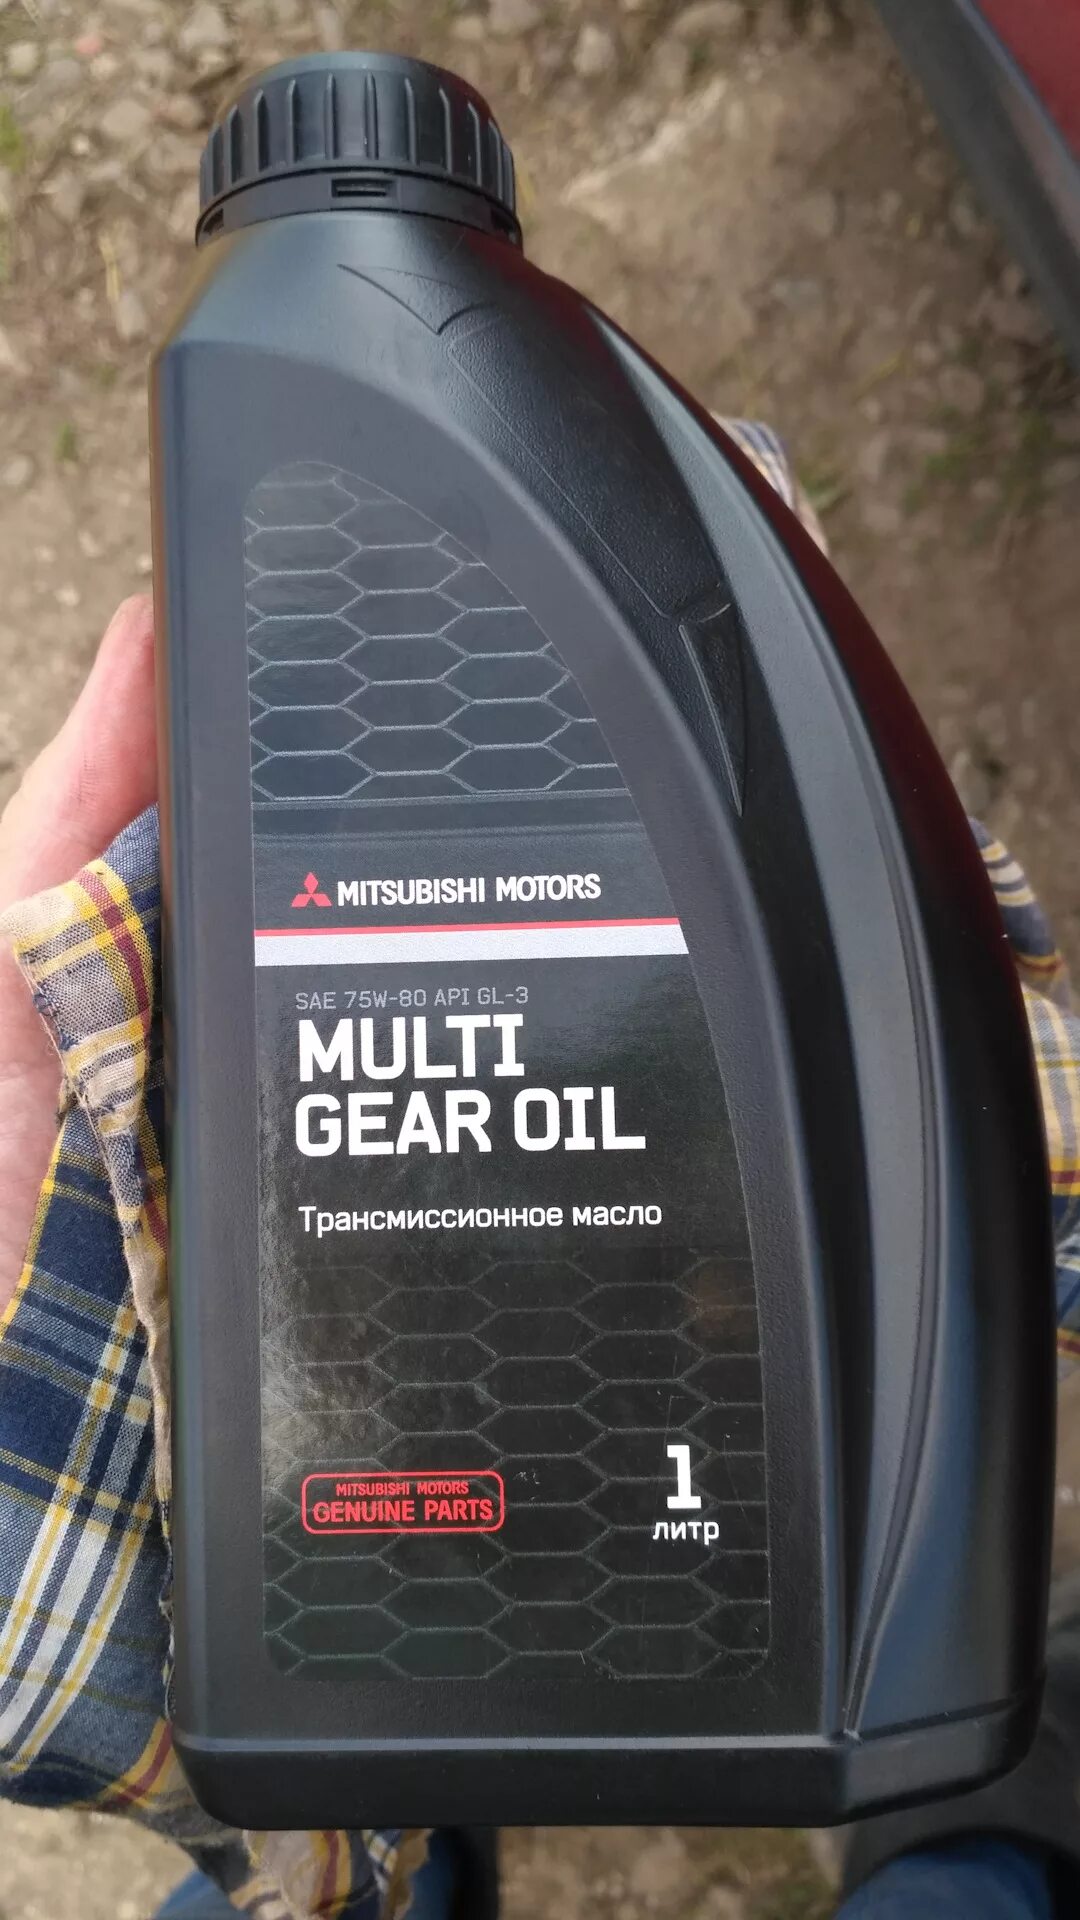 MITSUBISHI MOTORS
SAE 75W-80 API GL-3
MULTI
GEAR OIL
Трансмиссионное масло
MITSUBISHI MOTORS
GENUINE PARTS
1
литр